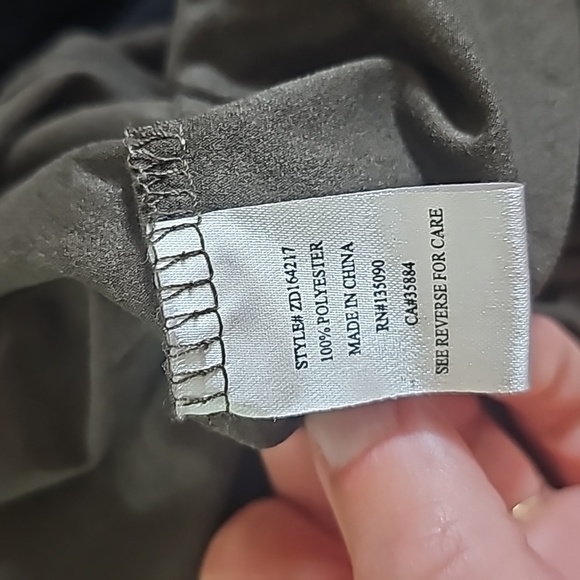 STYLE# ZD164217
100% POLYESTER
MADE IN CHINA
RN#135090
CA#35884
SEE REVERSE FOR CARE